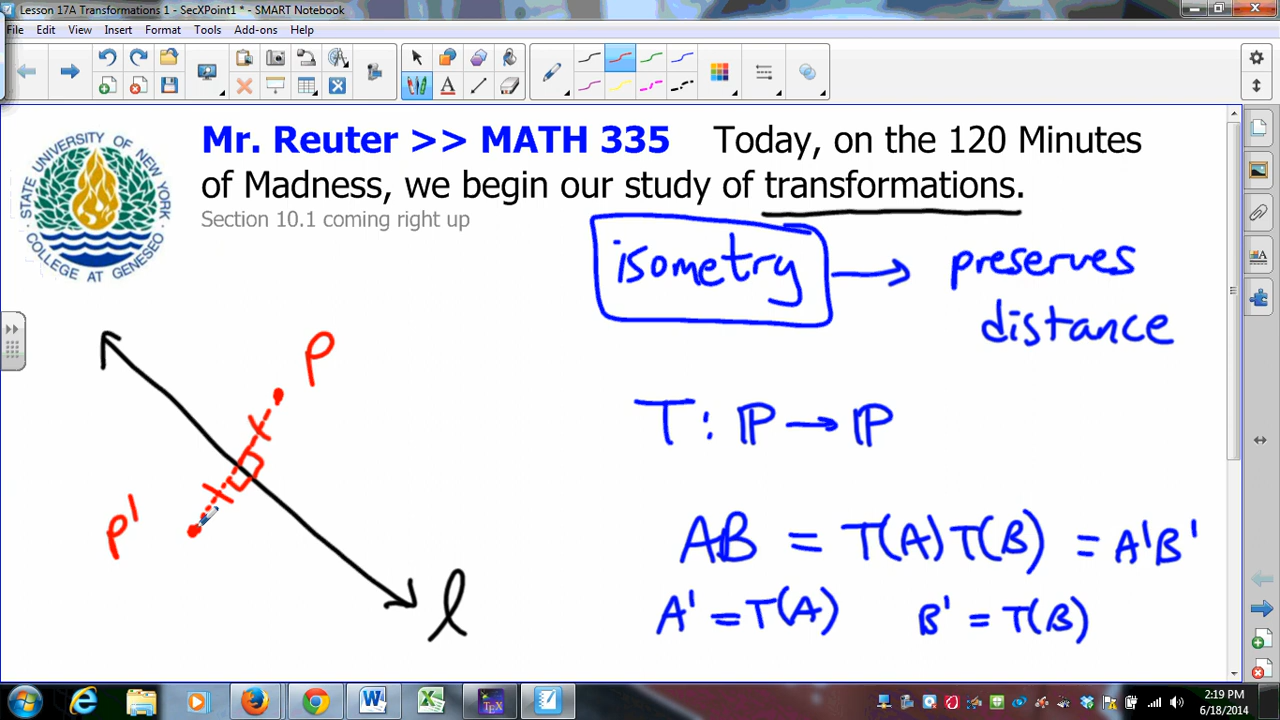 Lesson 17A Transformations 1 - SecXPoint1 * - SMART Notebook
File Edit View Insert Format Tools Add-ons Help
STATE UNIVERSITY OF NEW YORK
COLLEGE AT GENESEO
Mr. Reuter >> MATH 335 Today, on the 120 Minutes
of Madness, we begin our study of transformations.
Section 10.1 coming right up
isometry → preserves
distance
P
T: ℙ → ℙ
P'
AB = T(A)T(B) = A'B'
A' = T(A) B' = T(B)
ℓ
2:19 PM
6/18/2014